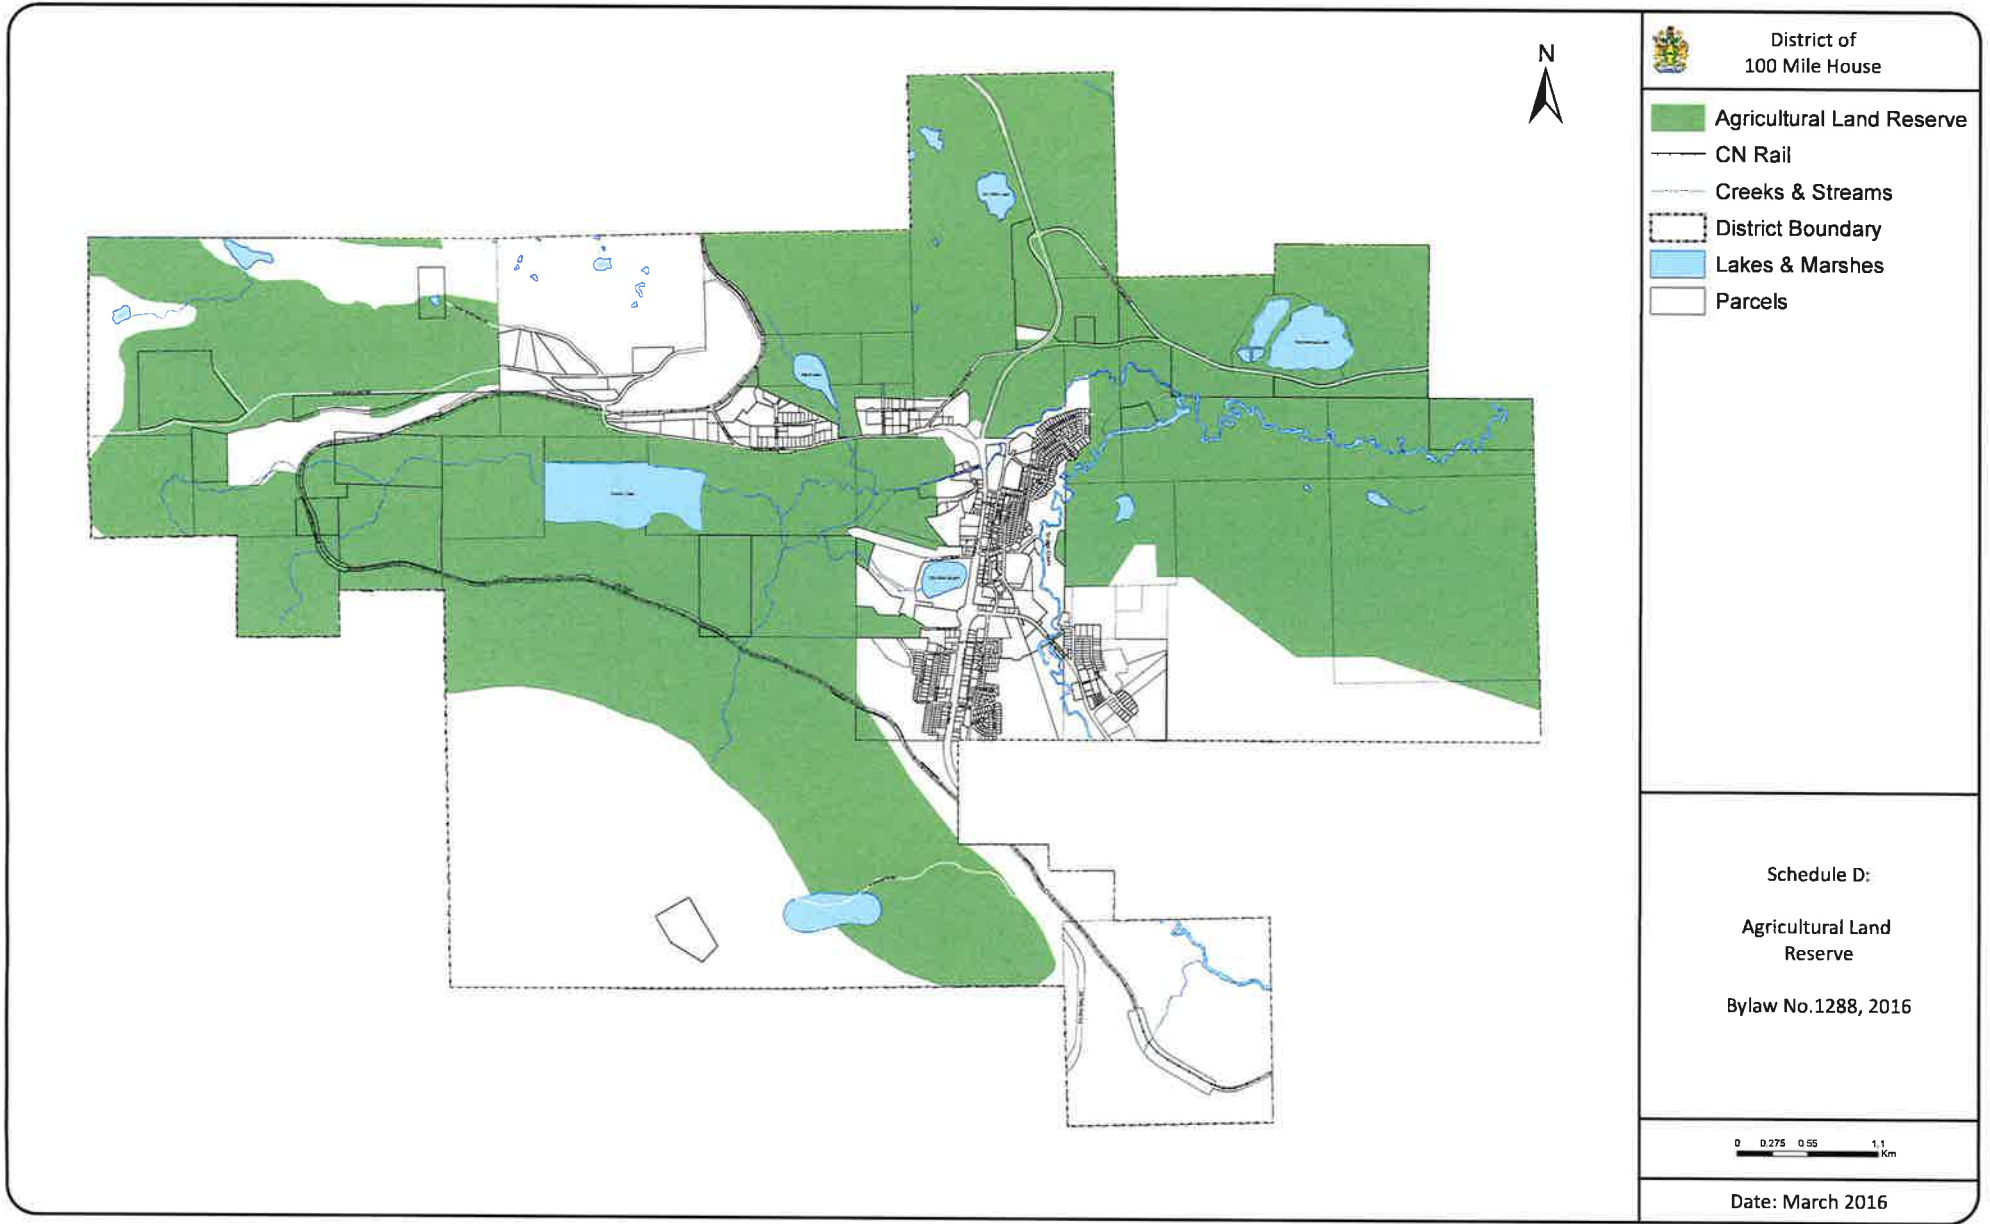 N
District of
100 Mile House
Agricultural Land Reserve
CN Rail
Creeks & Streams
District Boundary
Lakes & Marshes
Parcels
Schedule D:
Agricultural Land
Reserve
Bylaw No.1288, 2016
0 0.275 0.55 1.1
Km
Date: March 2016